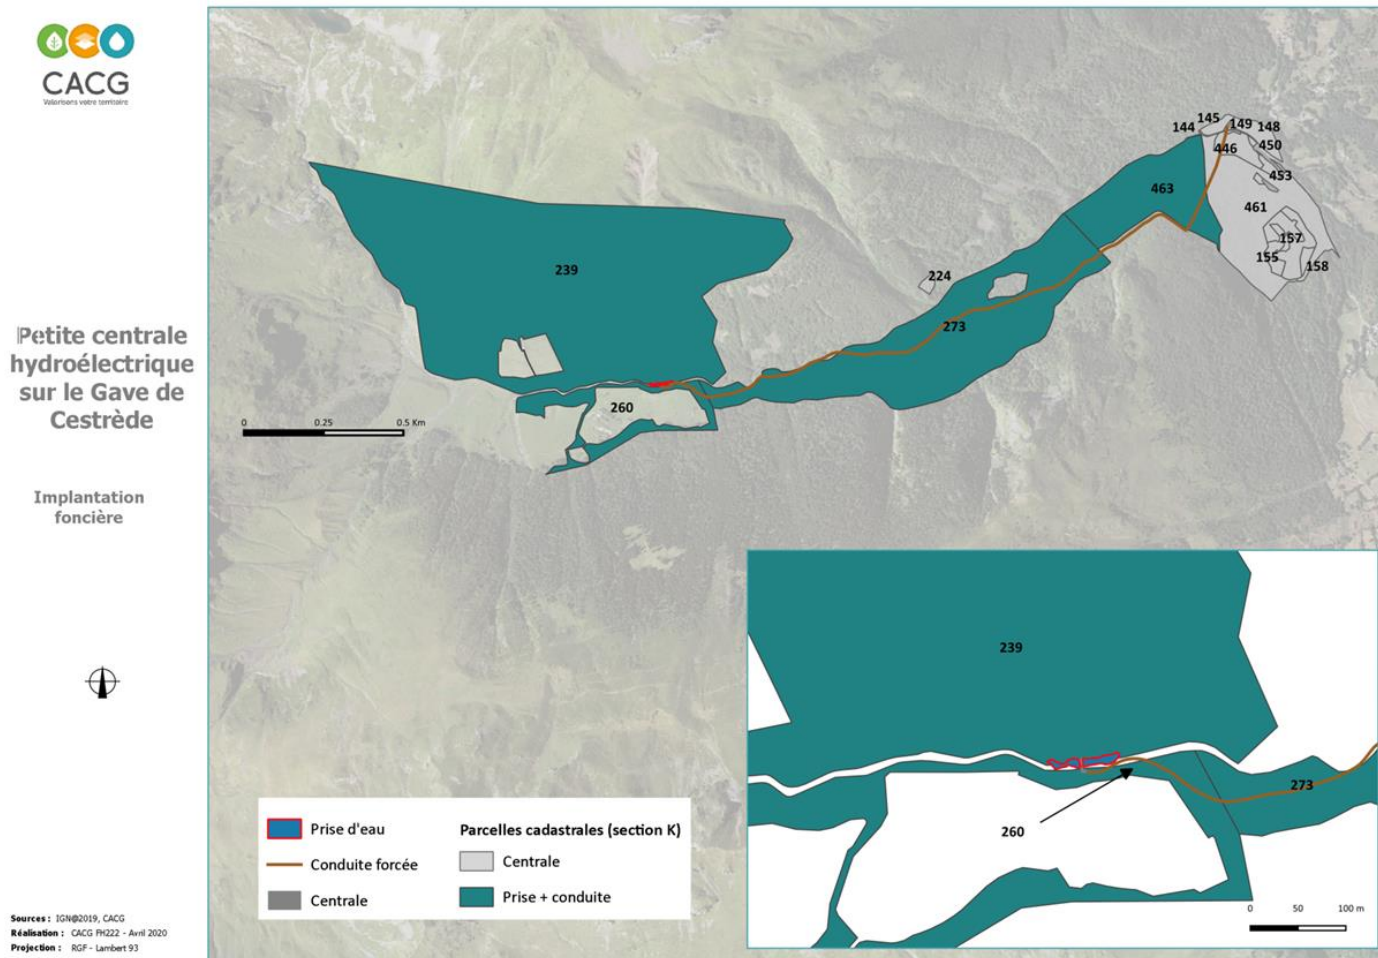 CACG
Valorisons votre territoire
Petite centrale
hydroélectrique
sur le Gave de
Cestrède
Implantation
foncière
Sources : IGN@2019, CACG
Réalisation : CACG FH222 - Avril 2020
Projection : RGF - Lambert 93
145
149
148
144
446
450
453
463
461
157
155
158
239
224
273
260
0
0.25
0.5 Km
Prise d'eau
Conduite forcée
Centrale
Parcelles cadastrales (section K)
Centrale
Prise + conduite
239
273
260
0
50
100 m